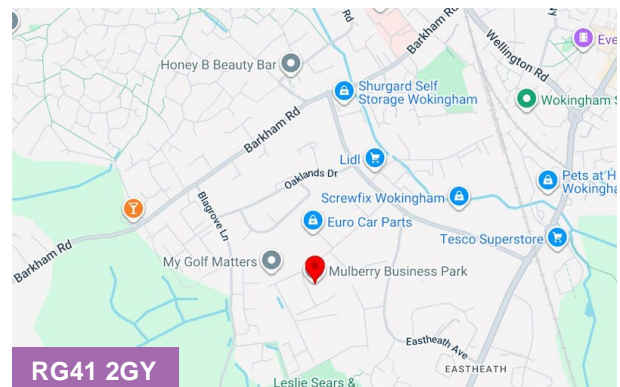 Rd
Honey B Beauty Bar
Barkham Rd
Wellington Rd
Eve
Shurgard Self
Storage Wokingham
Wokingham S
Barkham Rd
Lidl
Oaklands Dr
Pets at H
Wokingha
Screwfix Wokingham
Blagrove Ln
Euro Car Parts
Tesco Superstore
Barkham Rd
My Golf Matters
Mulberry Business Park
Eastheath Ave
EASTHEATH
RG41 2GY
Leslie Sears &